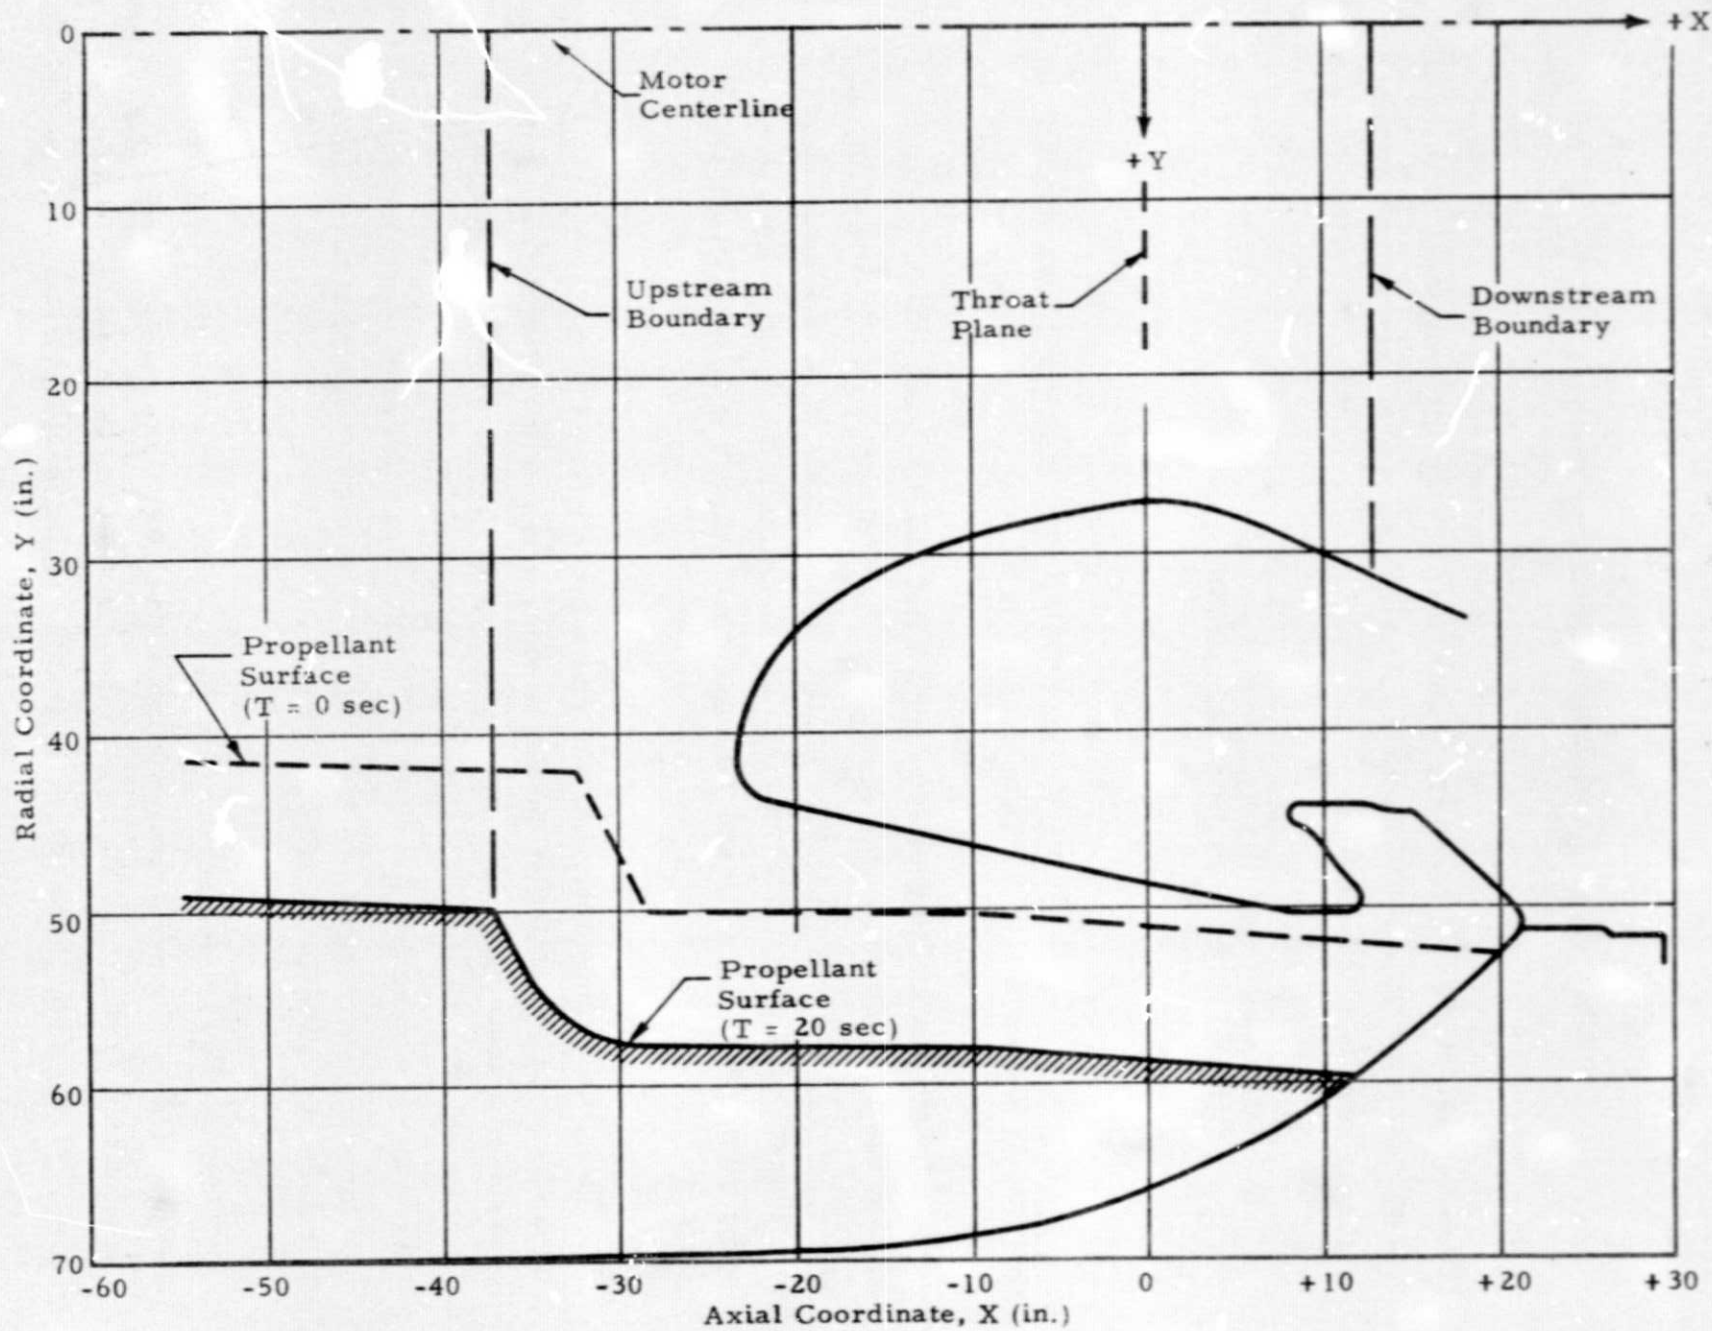 0
+ X
Motor
Centerline
+ Y
10
Upstream
Boundary
Throat
Plane
Downstream
Boundary
20
Radial Coordinate, Y (in.)
30
Propellant
Surface
(T = 0 sec)
40
50
Propellant
Surface
(T = 20 sec)
60
70
-60
-50
-40
-30
-20
-10
0
+10
+20
+30
Axial Coordinate, X (in.)